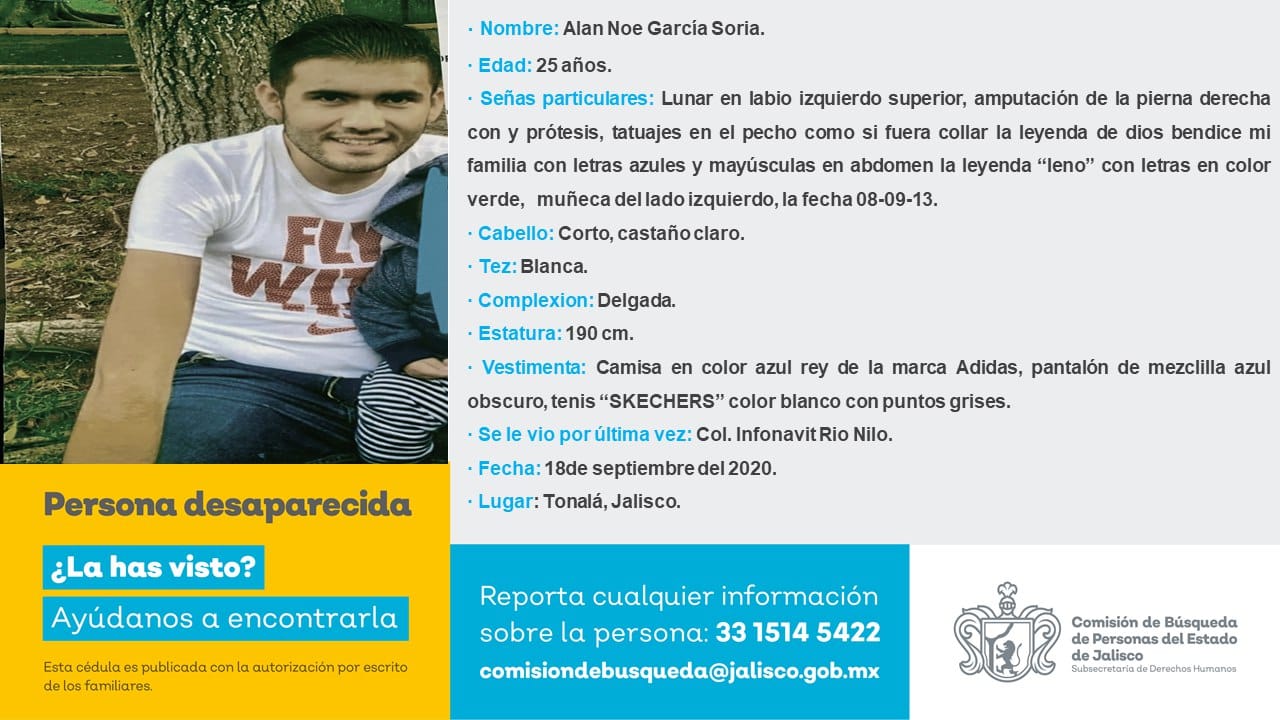 FLY
WIT
· Nombre: Alan Noe García Soria.
· Edad: 25 años.
· Señas particulares: Lunar en labio izquierdo superior, amputación de la pierna derecha
con y prótesis, tatuajes en el pecho como si fuera collar la leyenda de dios bendice mi
familia con letras azules y mayúsculas en abdomen la leyenda “leno” con letras en color
verde, muñeca del lado izquierdo, la fecha 08-09-13.
· Cabello: Corto, castaño claro.
· Tez: Blanca.
· Complexion: Delgada.
· Estatura: 190 cm.
· Vestimenta: Camisa en color azul rey de la marca Adidas, pantalón de mezclilla azul
obscuro, tenis “SKECHERS” color blanco con puntos grises.
· Se le vio por última vez: Col. Infonavit Rio Nilo.
· Fecha: 18de septiembre del 2020.
· Lugar: Tonalá, Jalisco.
Persona desaparecida
¿La has visto?
Ayúdanos a encontrarla
Esta cédula es publicada con la autorización por escrito
de los familiares.
Reporta cualquier información
sobre la persona: 33 1514 5422
comisiondebusqueda@jalisco.gob.mx
Comisión de Búsqueda
de Personas del Estado
de Jalisco
Subsecretaría de Derechos Humanos